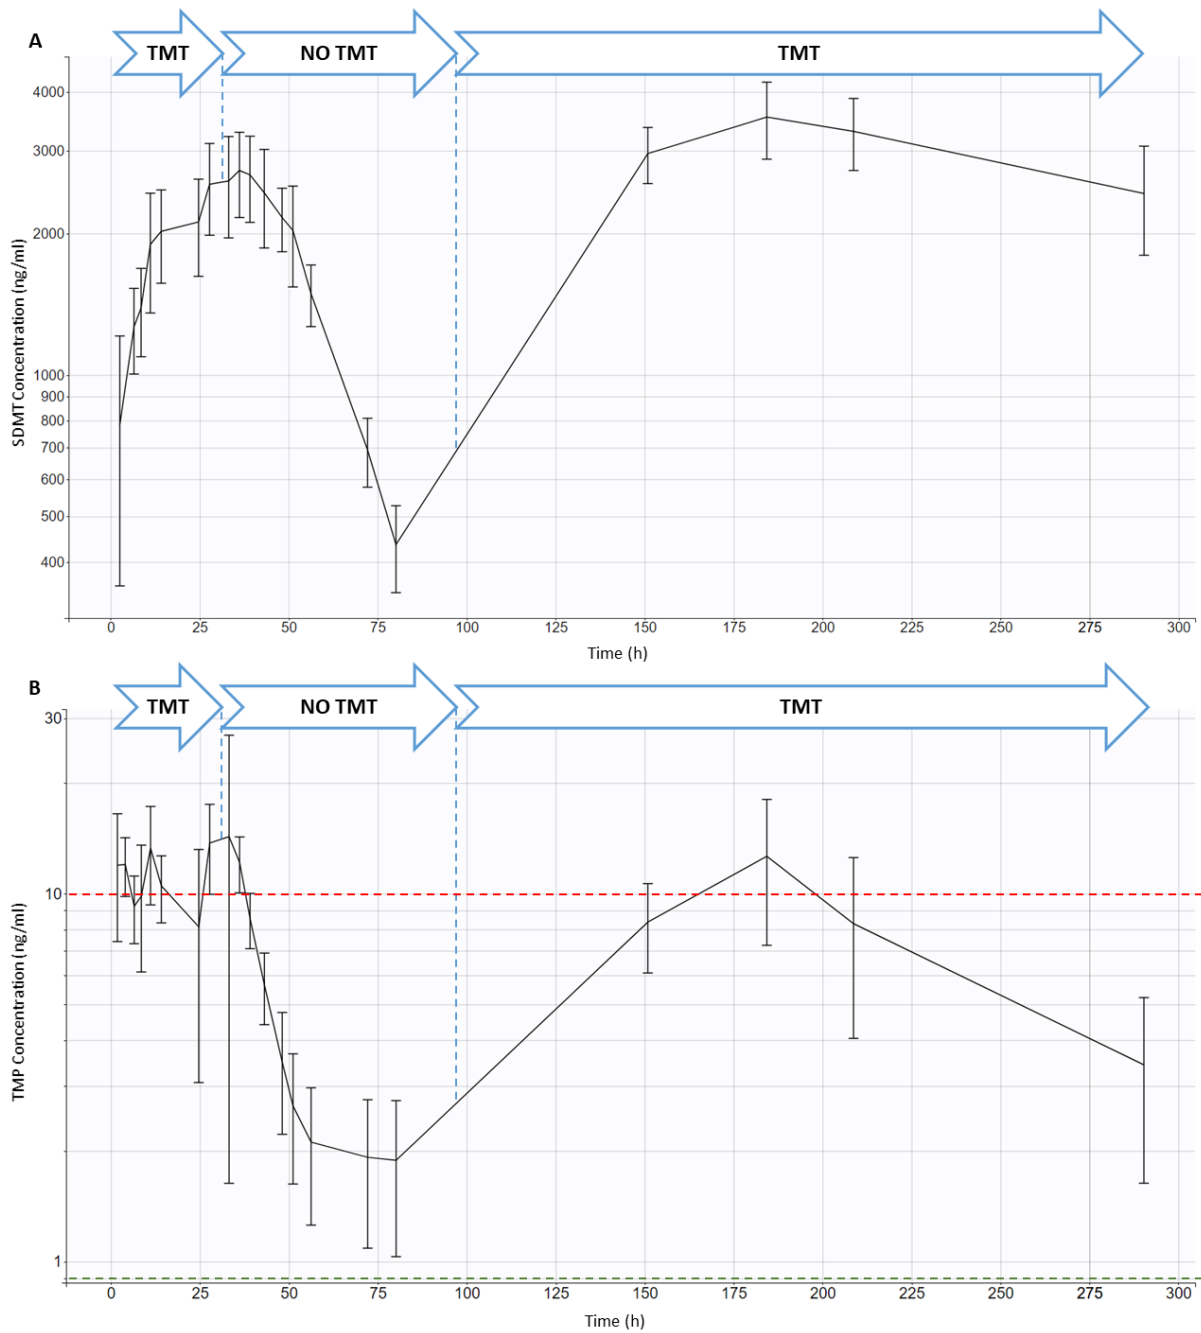 A
TMT NO TMT TMT
4000
3000
2000
1000
900
800
700
600
500
400
SDMT Concentration (ng/ml)
0 25 50 75 100 125 150 175 200 225 250 275 300
Time (h)
B
TMT NO TMT TMT
30
10
1
TMP Concentration (ng/ml)
0 25 50 75 100 125 150 175 200 225 250 275 300
Time (h)